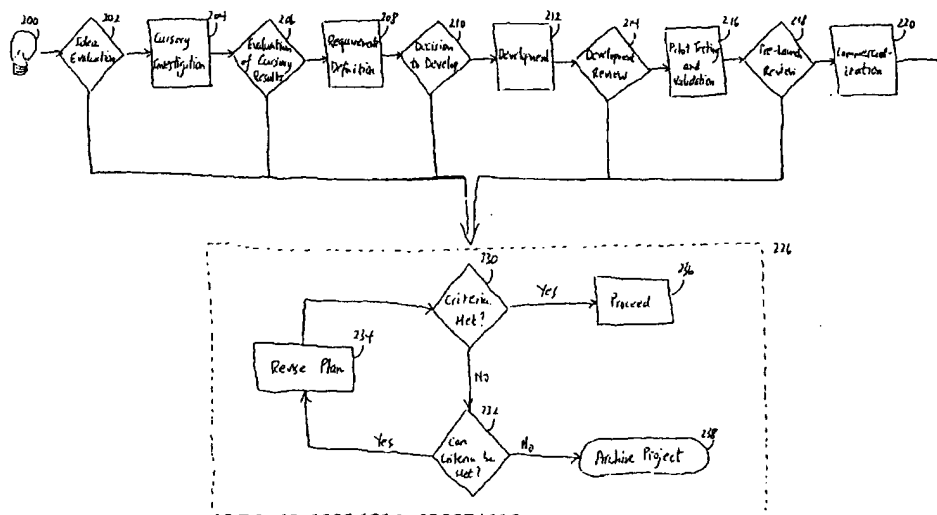 200
202
Idea
Evaluation
204
Cursory
Investigation
206
Evaluation
of Cursory
Results
208
Requirements
Definition
210
Decision
to Develop
212
Development
214
Development
Review
216
Pilot Testing
and
Validation
218
Pre-Launch
Review
220
Commercial-
ization
226
230
Criteria
Met?
Yes
236
Proceed
234
Revise Plan
No
232
Can
Criteria be
Met?
Yes
No
238
Archive Project